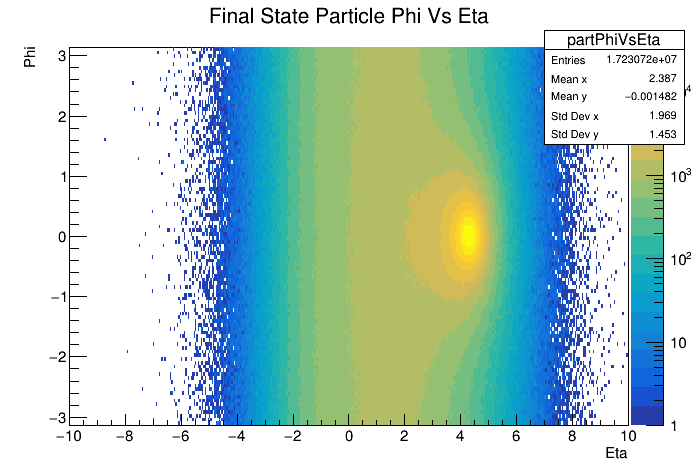 Final State Particle Phi Vs Eta
partPhiVsEta
Entries 1.723072e+07
Mean x 2.387
Mean y −0.001482
Std Dev x 1.969
Std Dev y 1.453
Phi
3
2
1
0
−1
−2
−3
−10 −8 −6 −4 −2 0 2 4 6 8 10
Eta
4
10³
10²
10
1